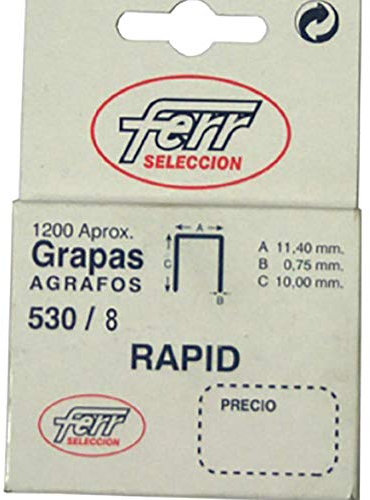 ferr
SELECCION
1200 Aprox.
Grapas
AGRAFOS
530 / 8
A
C
B
A 11,40 mm.
B 0,75 mm.
C 10,00 mm.
RAPID
PRECIO
ferr
SELECCION